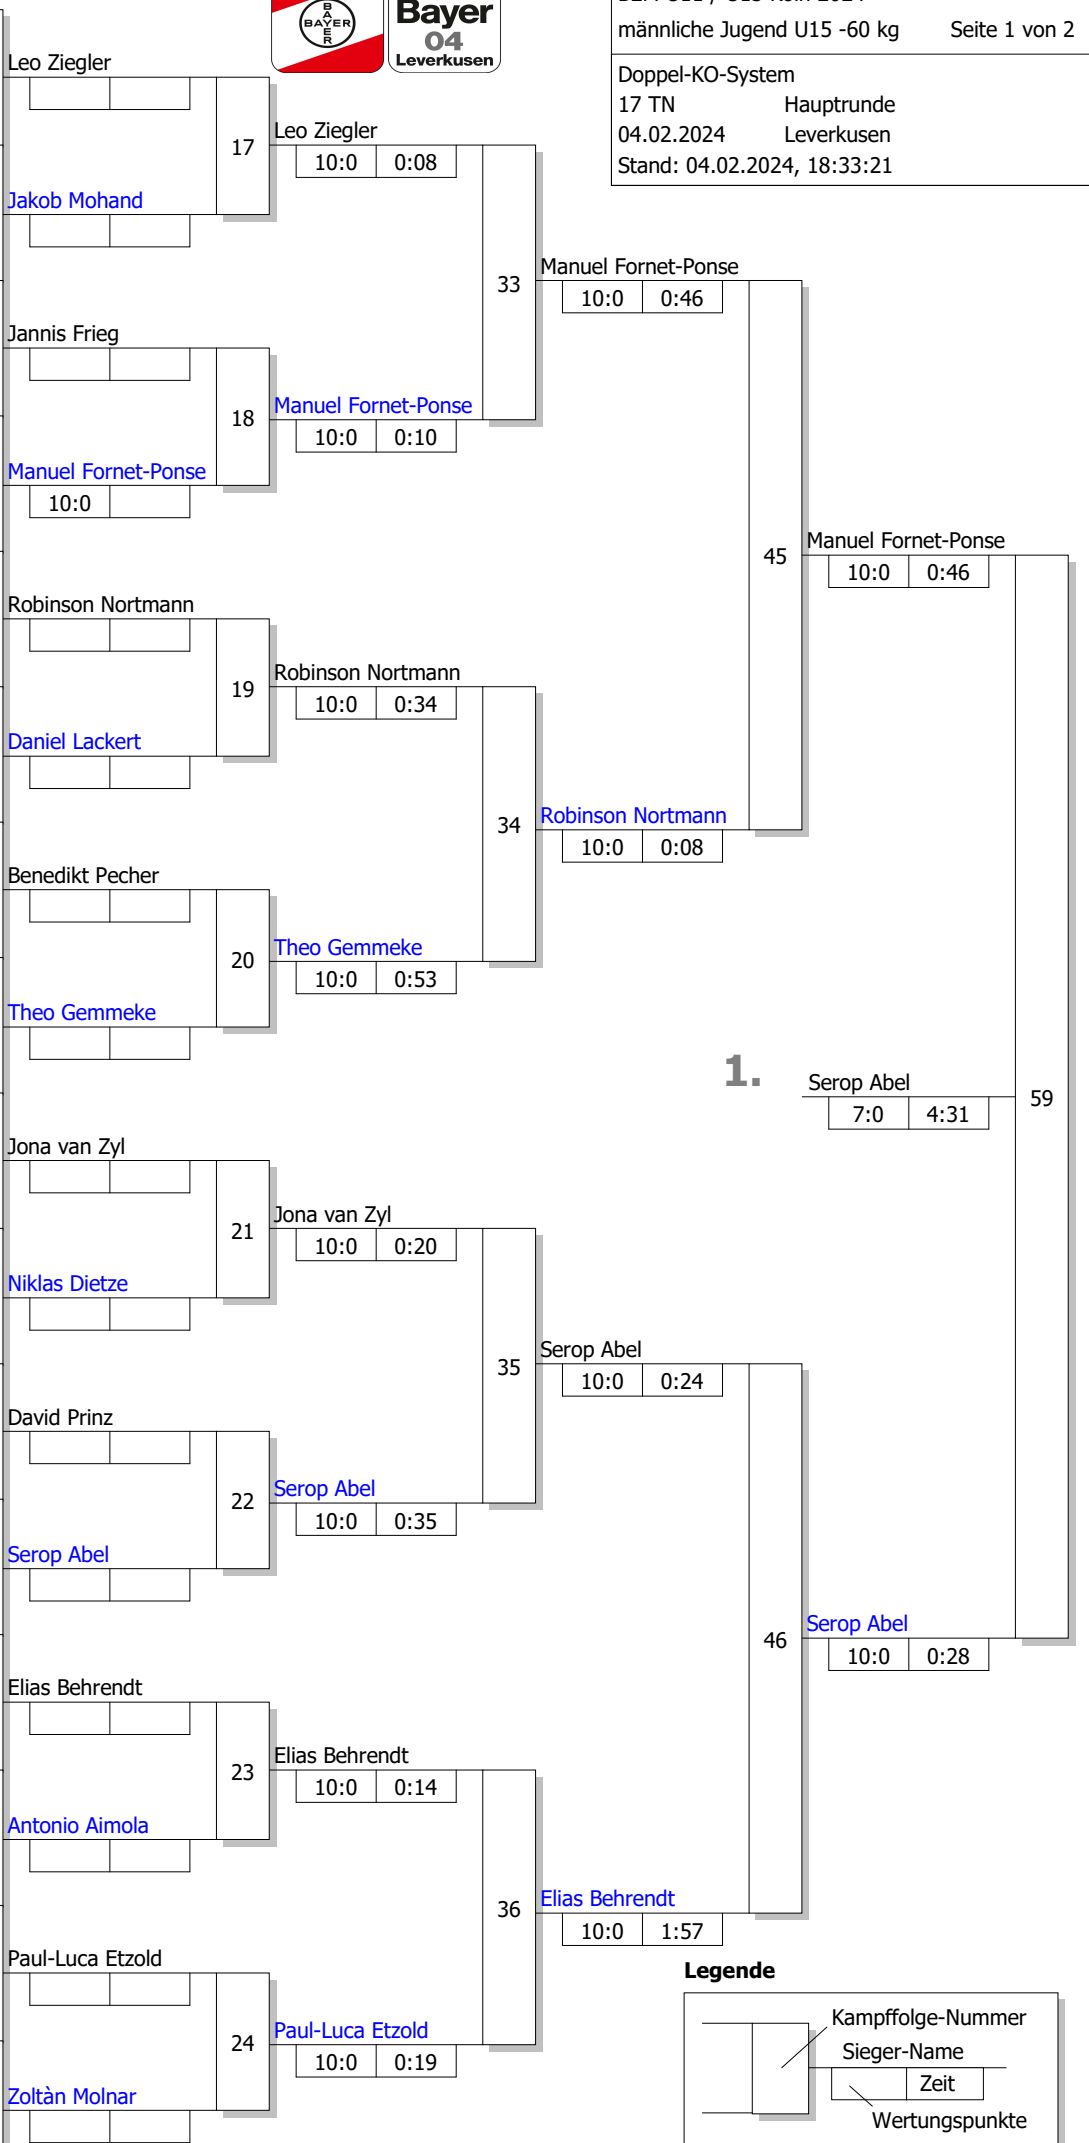 BAYER
BAYER
Bayer
04
Leverkusen
männliche Jugend U15 -60 kg Seite 1 von 2
Doppel-KO-System
17 TN Hauptrunde
04.02.2024 Leverkusen
Stand: 04.02.2024, 18:33:21
Leo Ziegler
17
Leo Ziegler
10:0 0:08
Jakob Mohand
33
Manuel Fornet-Ponse
10:0 0:46
Jannis Frieg
18
Manuel Fornet-Ponse
10:0 0:10
Manuel Fornet-Ponse
10:0
45
Manuel Fornet-Ponse
10:0 0:46
Robinson Nortmann
19
Robinson Nortmann
10:0 0:34
Daniel Lackert
34
Robinson Nortmann
10:0 0:08
Benedikt Pecher
20
Theo Gemmeke
10:0 0:53
Theo Gemmeke
1.
Serop Abel
7:0 4:31
59
Jona van Zyl
21
Jona van Zyl
10:0 0:20
Niklas Dietze
35
Serop Abel
10:0 0:24
David Prinz
22
Serop Abel
10:0 0:35
Serop Abel
46
Serop Abel
10:0 0:28
Elias Behrendt
23
Elias Behrendt
10:0 0:14
Antonio Aimola
36
Elias Behrendt
10:0 1:57
Paul-Luca Etzold
24
Paul-Luca Etzold
10:0 0:19
Zoltàn Molnar
Legende
Kampffolge-Nummer
Sieger-Name
Zeit
Wertungspunkte